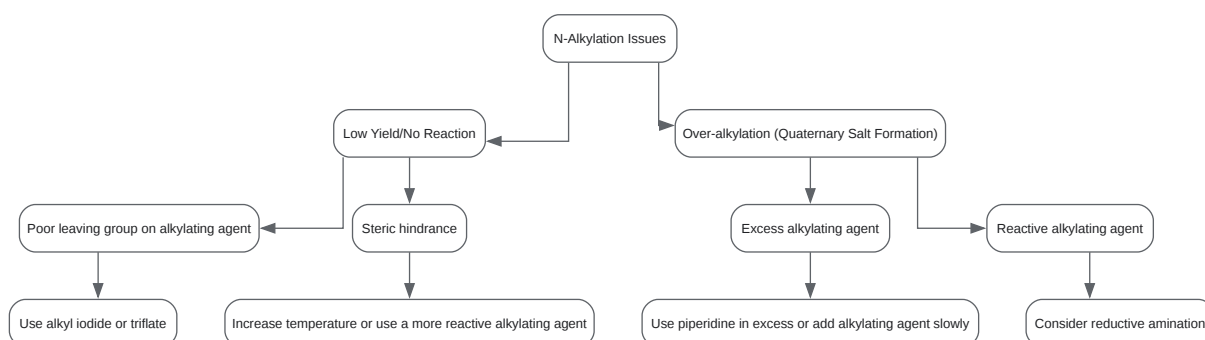 N-Alkylation Issues
Low Yield/No Reaction
Over-alkylation (Quaternary Salt Formation)
Poor leaving group on alkylating agent
Steric hindrance
Excess alkylating agent
Reactive alkylating agent
Use alkyl iodide or triflate
Increase temperature or use a more reactive alkylating agent
Use piperidine in excess or add alkylating agent slowly
Consider reductive amination